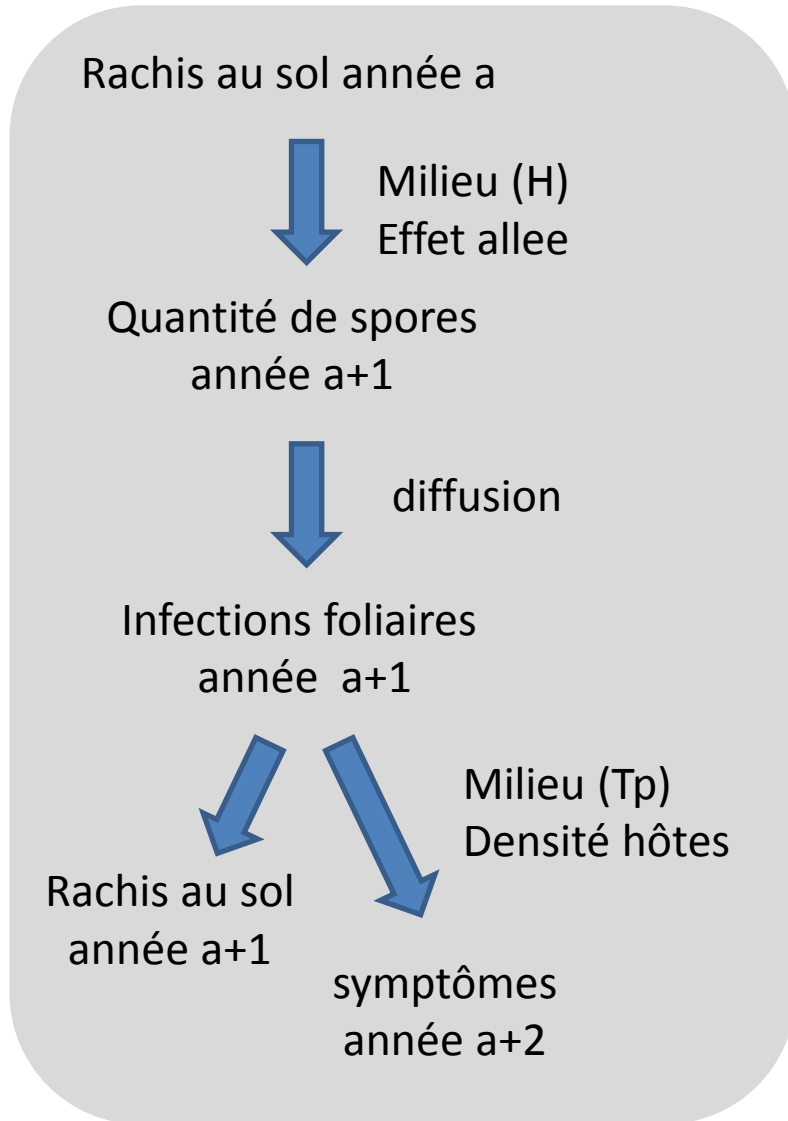 Rachis au sol année a
Milieu (H)
Effet allee
Quantité de spores
année a+1
diffusion
Infections foliaires
année a+1
Milieu (Tp)
Densité hôtes
Rachis au sol
année a+1
symptômes
année a+2